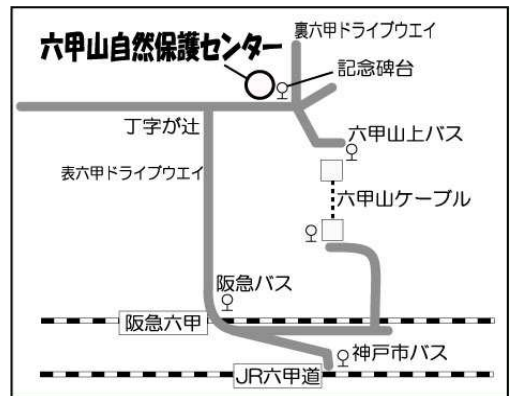 裏六甲ドライブウエイ
六甲山自然保護センター
記念碑台
丁字が辻
六甲山上バス
表六甲ドライブウエイ
六甲山ケーブル
阪急バス
阪急六甲
神戸市バス
JR六甲道